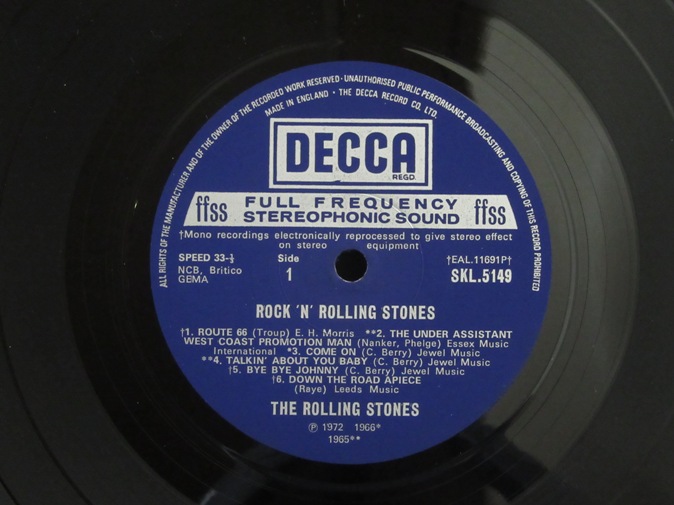 ALL RIGHTS OF THE MANUFACTURER AND OF THE OWNER OF THE RECORDED WORK RESERVED · UNAUTHORISED PUBLIC PERFORMANCE BROADCASTING AND COPYING OF THIS RECORD PROHIBITED
MADE IN ENGLAND · THE DECCA RECORD CO. LTD.
DECCA
REGD.
ffss FULL FREQUENCY ffss
STEREOPHONIC SOUND
†Mono recordings electronically reprocessed to give stereo effect
on stereo equipment
SPEED 33-⅓ Side †EAL.11691P†
NCB, Britico 1 SKL.5149
GEMA
ROCK 'N' ROLLING STONES
†1. ROUTE 66 (Troup) E. H. Morris **2. THE UNDER ASSISTANT
WEST COAST PROMOTION MAN (Nanker, Phelge) Essex Music
International *3. COME ON (C. Berry) Jewel Music
**4. TALKIN' ABOUT YOU BABY (C. Berry) Jewel Music
†5. BYE BYE JOHNNY (C. Berry) Jewel Music
†6. DOWN THE ROAD APIECE
(Raye) Leeds Music
THE ROLLING STONES
℗ 1972 1966*
1965**